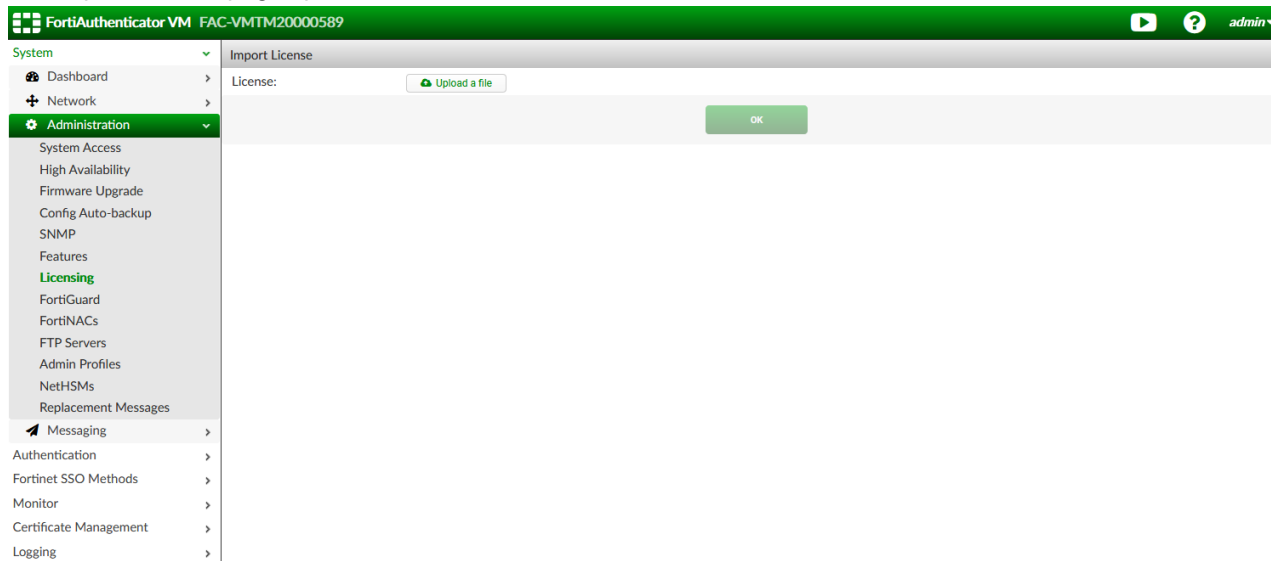 FortiAuthenticator VM FAC-VMTM20000589 admin
System
Dashboard
Network
Administration
System Access
High Availability
Firmware Upgrade
Config Auto-backup
SNMP
Features
Licensing
FortiGuard
FortiNACs
FTP Servers
Admin Profiles
NetHSMs
Replacement Messages
Messaging
Authentication
Fortinet SSO Methods
Monitor
Certificate Management
Logging
Import License
License: Upload a file
OK